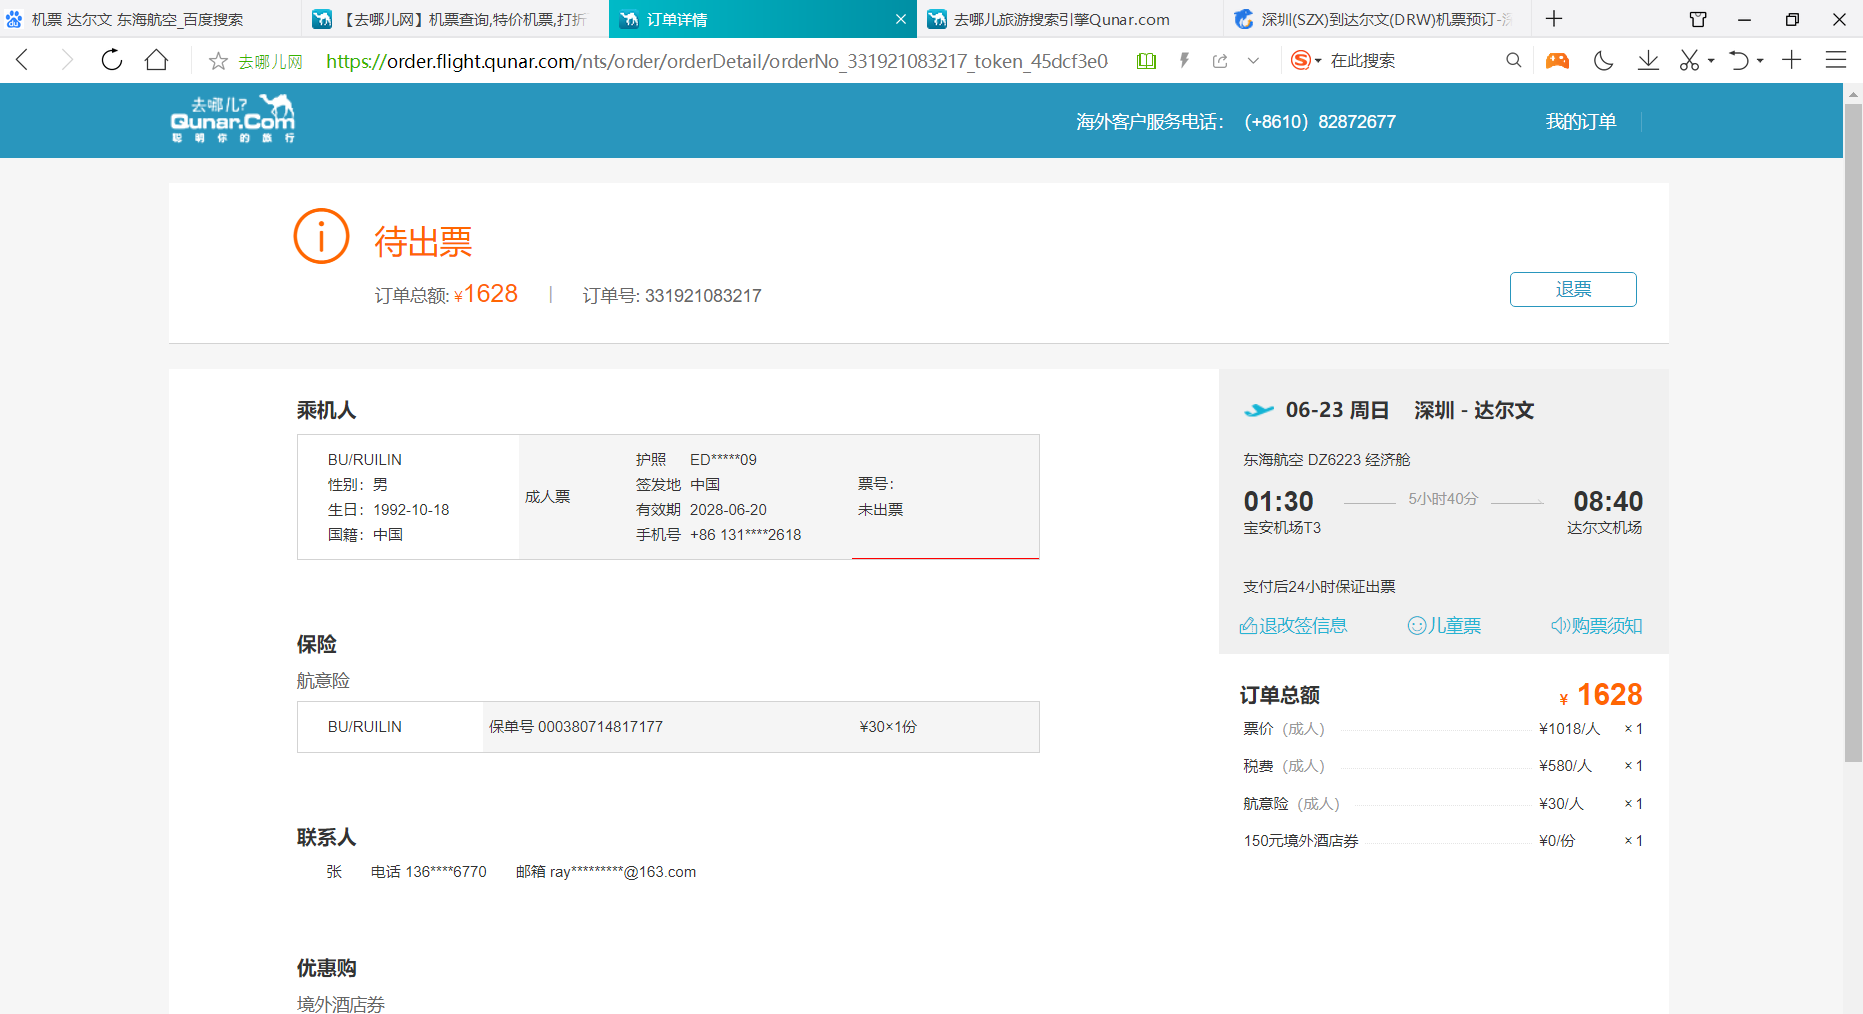 机票 达尔文 东海航空_百度搜索
【去哪儿网】机票查询,特价机票,打折
订单详情
去哪儿旅游搜索引擎Qunar.com
深圳(SZX)到达尔文(DRW)机票预订-
去哪儿网
https://order.flight.qunar.com/nts/order/orderDetail/orderNo_331921083217_token_45dcf3e0
在此搜索
去哪儿?
Qunar.Com
聪明你的旅行
海外客户服务电话：（+8610）82872677
我的订单
待出票
订单总额: ¥1628 | 订单号: 331921083217
退票
乘机人
BU/RUILIN
性别：男
生日：1992-10-18
国籍：中国
成人票
护照 ED*****09
签发地 中国
有效期 2028-06-20
手机号 +86 131****2618
票号：
未出票
保险
航意险
BU/RUILIN 保单号 000380714817177 ¥30×1份
联系人
张 电话 136****6770 邮箱 ray*********@163.com
优惠购
境外酒店券
06-23 周日 深圳 - 达尔文
东海航空 DZ6223 经济舱
01:30 5小时40分 08:40
宝安机场T3 达尔文机场
支付后24小时保证出票
退改签信息 儿童票 购票须知
订单总额 ¥ 1628
票价（成人） ¥1018/人 ×1
税费（成人） ¥580/人 ×1
航意险（成人） ¥30/人 ×1
150元境外酒店券 ¥0/份 ×1